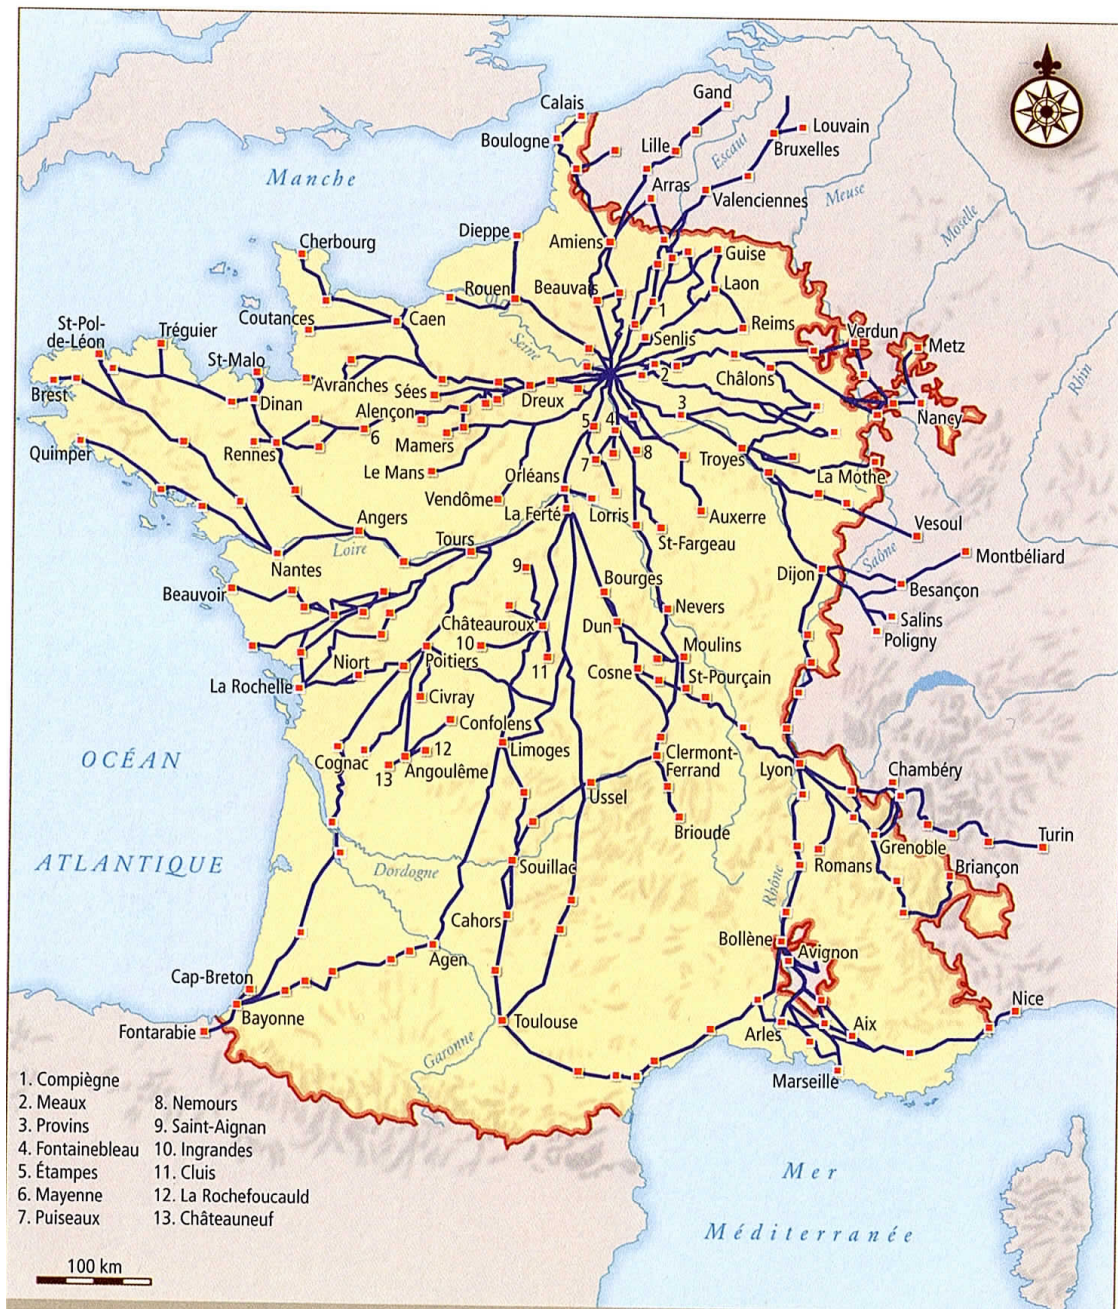 Calais
Gand
Boulogne
Lille
Louvain
Escaut
Bruxelles
Manche
Arras
Valenciennes
Meuse
Moselle
Dieppe
Amiens
Cherbourg
Guise
Rouen
Beauvais
Laon
Coutances
Caen
1
St-Pol-
de-Léon
Tréguier
Seine
Senlis
Reims
Verdun
Metz
St-Malo
2
Châlons
Rhin
Brest
Avranches
Sées
Dreux
Dinan
Alençon
3
Nancy
6
5
4
Quimper
Rennes
Mamers
8
Troyes
7
Le Mans
Orléans
La Mothe
Vendôme
La Ferté
Lorris
Auxerre
Angers
St-Fargeau
Vesoul
Tours
Loire
Saône
Montbéliard
Nantes
9
Dijon
Bourges
Besançon
Beauvoir
Nevers
Châteauroux
Dun
Salins
10
Poligny
Niort
Poitiers
11
Cosne
Moulins
St-Pourçain
La Rochelle
Civray
Confolens
OCÉAN
Cognac
12
Limoges
13
Angoulême
Clermont-
Ferrand
Lyon
Chambéry
Ussel
Brioude
Turin
ATLANTIQUE
Grenoble
Dordogne
Souillac
Romans
Briançon
Rhône
Cahors
Bollène
Agen
Avignon
Cap-Breton
Nice
Bayonne
Toulouse
Arles
Aix
Fontarabie
Garonne
Marseille
1. Compiègne
2. Meaux
3. Provins
4. Fontainebleau
5. Étampes
6. Mayenne
7. Puiseaux
8. Nemours
9. Saint-Aignan
10. Ingrandes
11. Cluis
12. La Rochefoucauld
13. Châteauneuf
Mer
Méditerranée
100 km